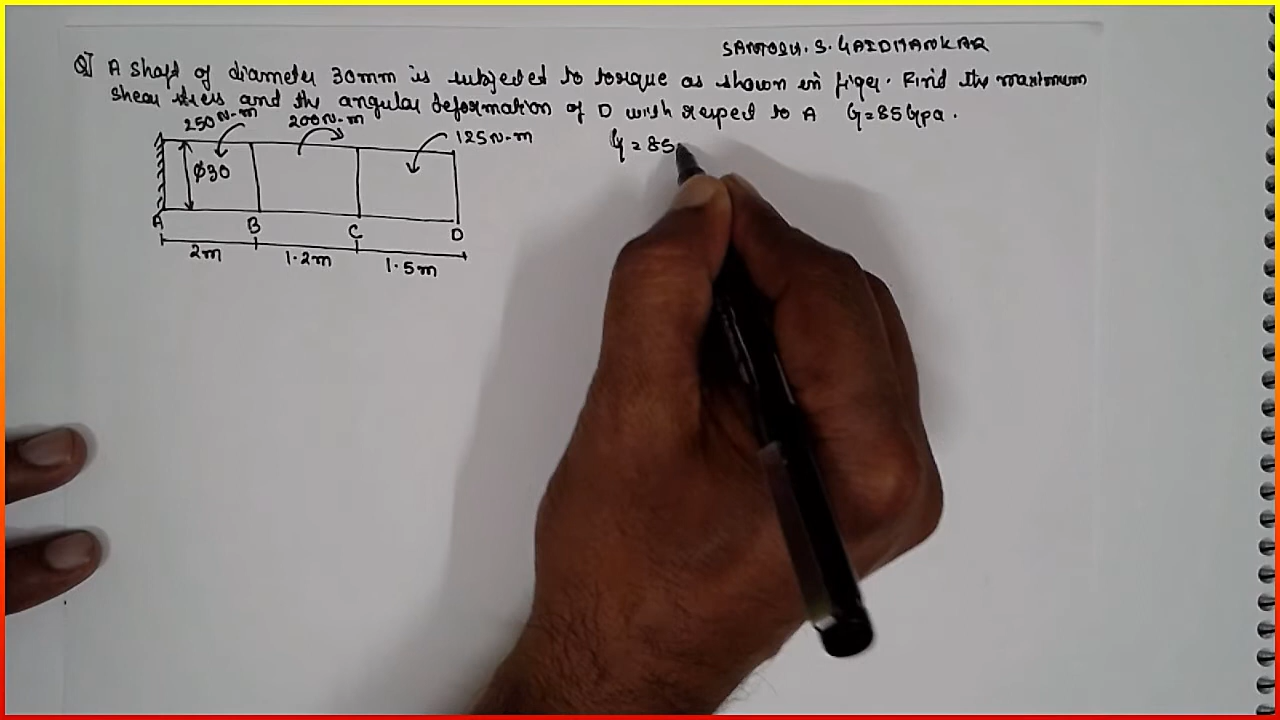 SANTOSH. S. GAIDHANKAR
Q] A shaft of diameter 30mm is subjected to torque as shown in figer. Find the maximum
shear stress and the angular deformation of D with respect to A G=85Gpa.
250N-m 200N-m 125N-m
G = 85
φ30
A B C D
2m 1.2m 1.5m